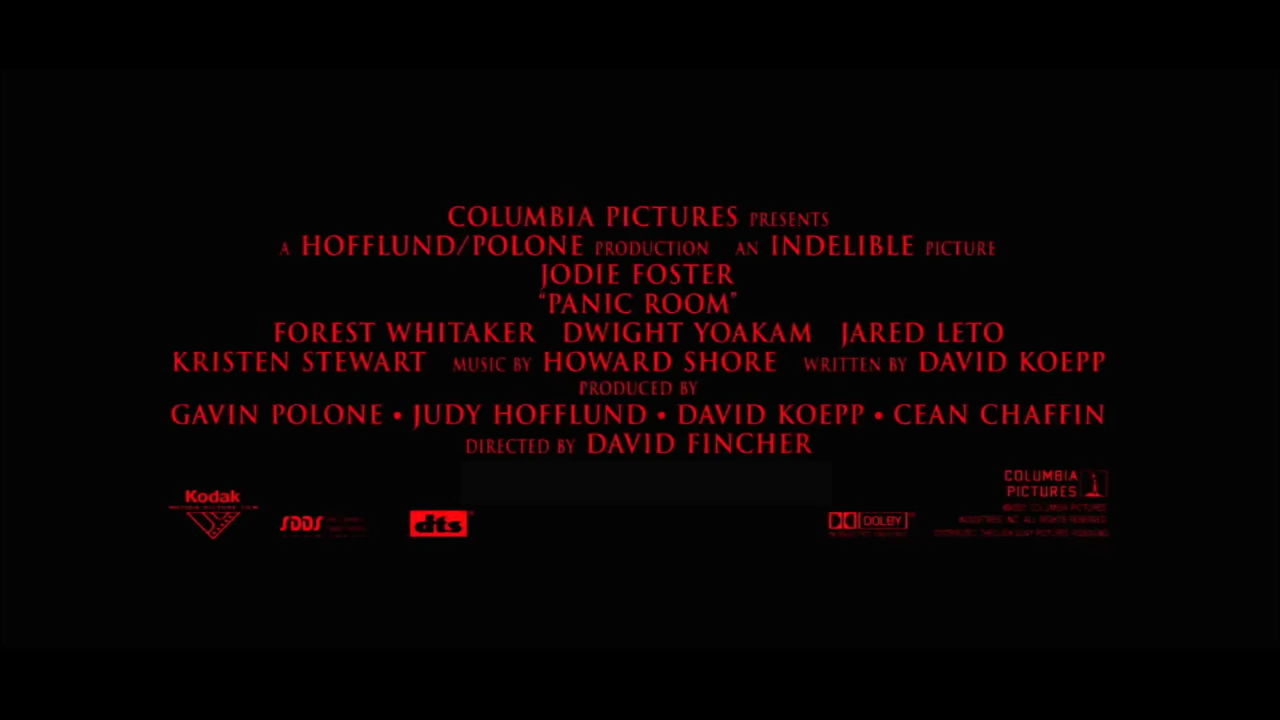 COLUMBIA PICTURES PRESENTS
A HOFFLUND/POLONE PRODUCTION AN INDELIBLE PICTURE
JODIE FOSTER
“PANIC ROOM”
FOREST WHITAKER DWIGHT YOAKAM JARED LETO
KRISTEN STEWART MUSIC BY HOWARD SHORE WRITTEN BY DAVID KOEPP
PRODUCED BY
GAVIN POLONE • JUDY HOFFLUND • DAVID KOEPP • CEAN CHAFFIN
DIRECTED BY DAVID FINCHER
COLUMBIA
PICTURES
Kodak
SDDS
dts
DOLBY